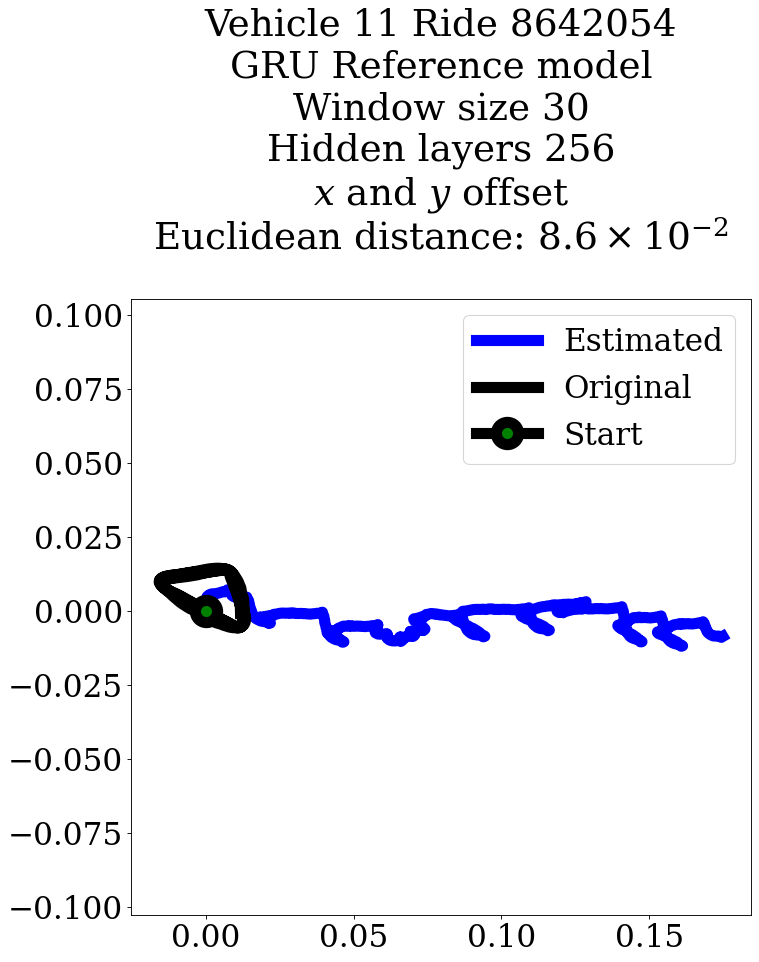 Vehicle 11 Ride 8642054
GRU Reference model
Window size 30
Hidden layers 256
x and y offset
Euclidean distance: 8.6 × 10⁻²
Estimated
Original
Start
0.100
0.075
0.050
0.025
0.000
−0.025
−0.050
−0.075
−0.100
0.00 0.05 0.10 0.15